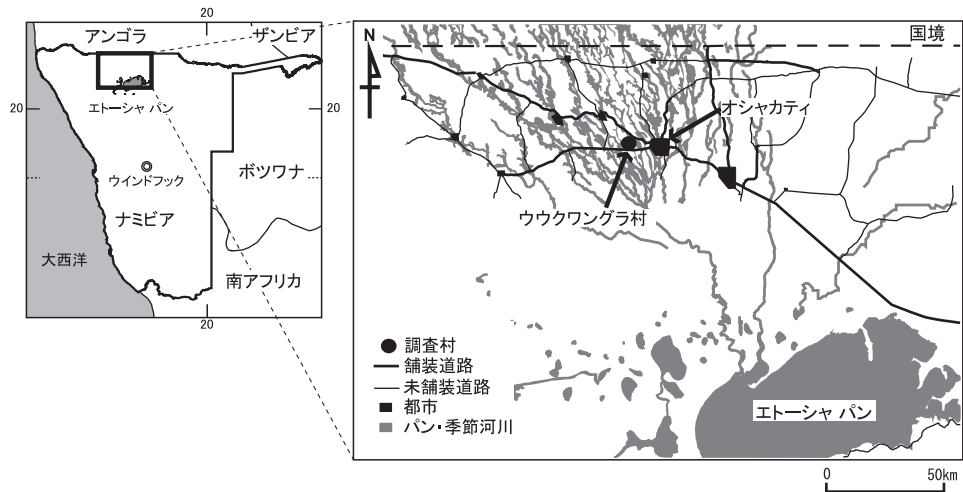 20
アンゴラ
ザンビア
エトーシャ パン
20
20
ウインドフック
ボツワナ
ナミビア
大西洋
南アフリカ
20
N
国境
オシャカティ
ウウクワングラ村
調査村
舗装道路
未舗装道路
都市
パン・季節河川
エトーシャ パン
0 50km